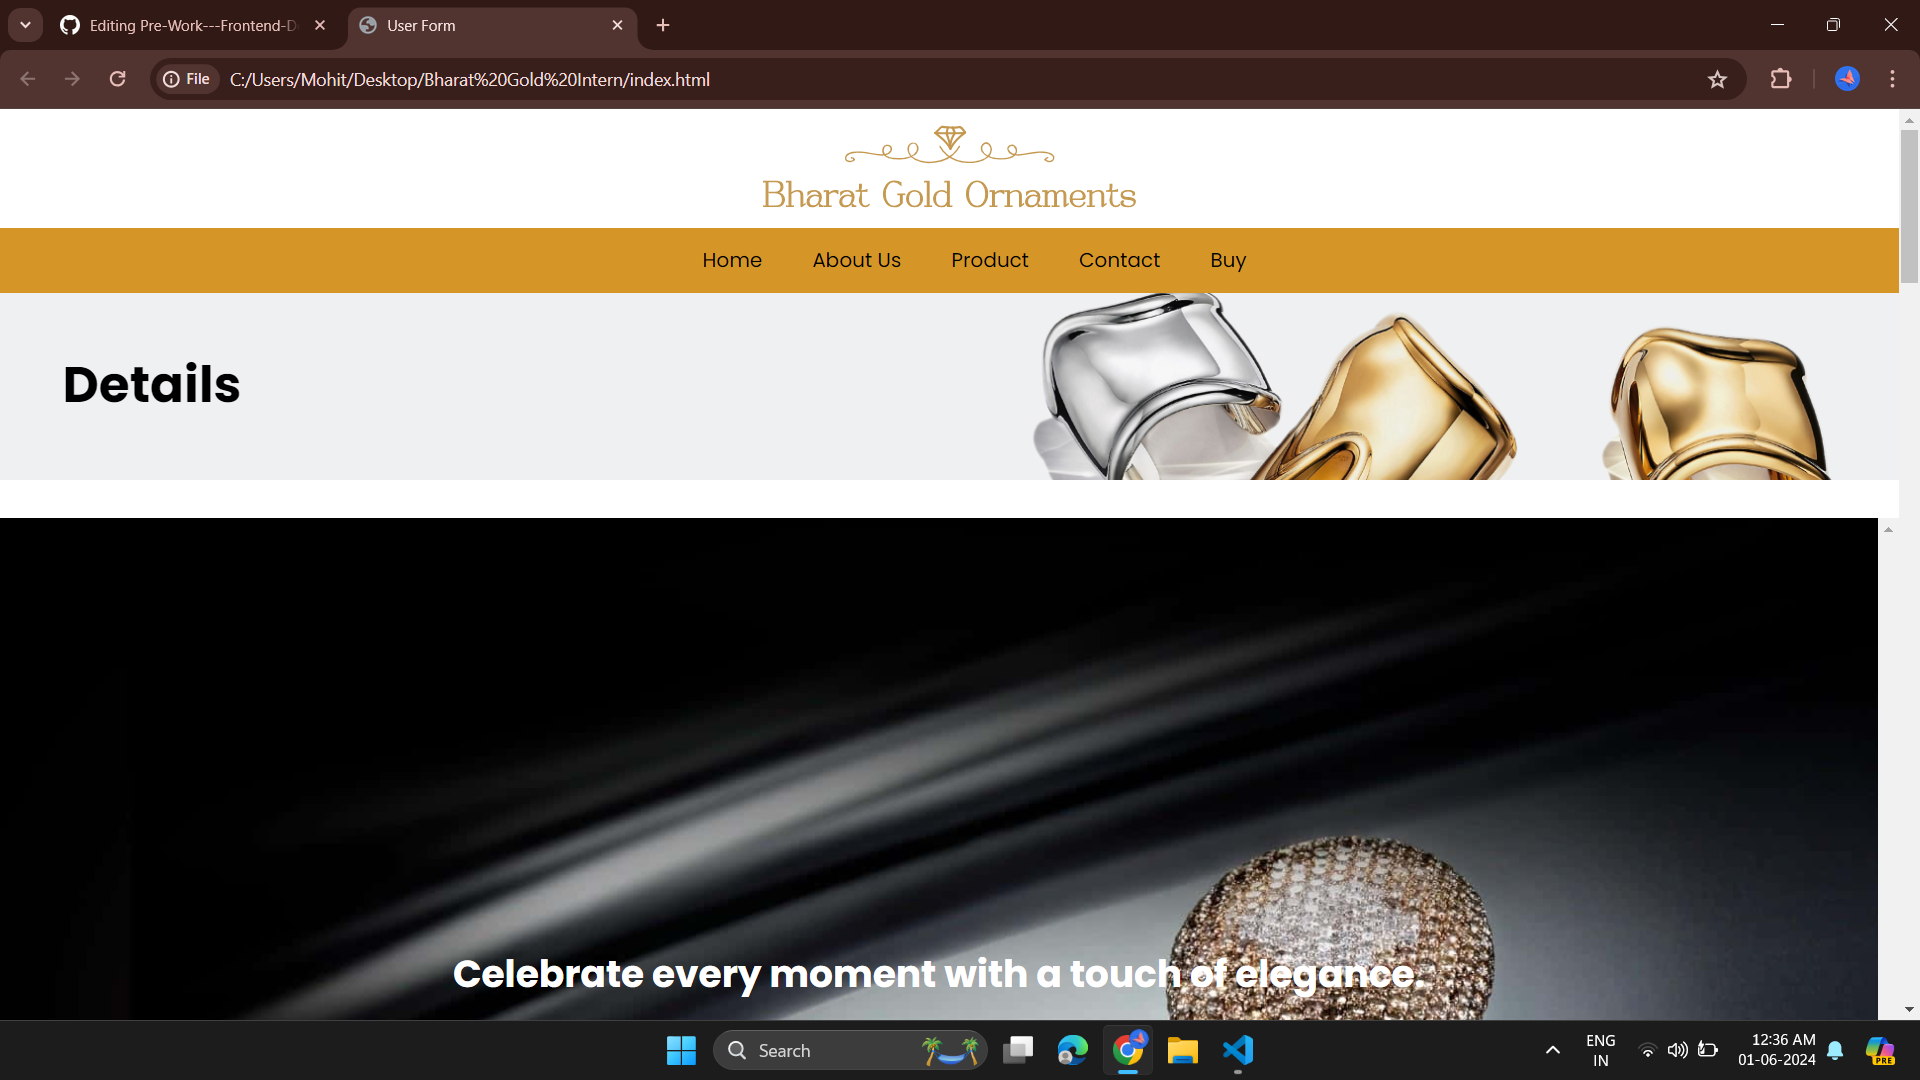 Editing Pre-Work---Frontend-D
User Form
File
C:/Users/Mohit/Desktop/Bharat%20Gold%20Intern/index.html
Bharat Gold Ornaments
Home
About Us
Product
Contact
Buy
Details
Celebrate every moment with a touch of elegance.
Search
ENG
IN
12:36 AM
01-06-2024
PRE